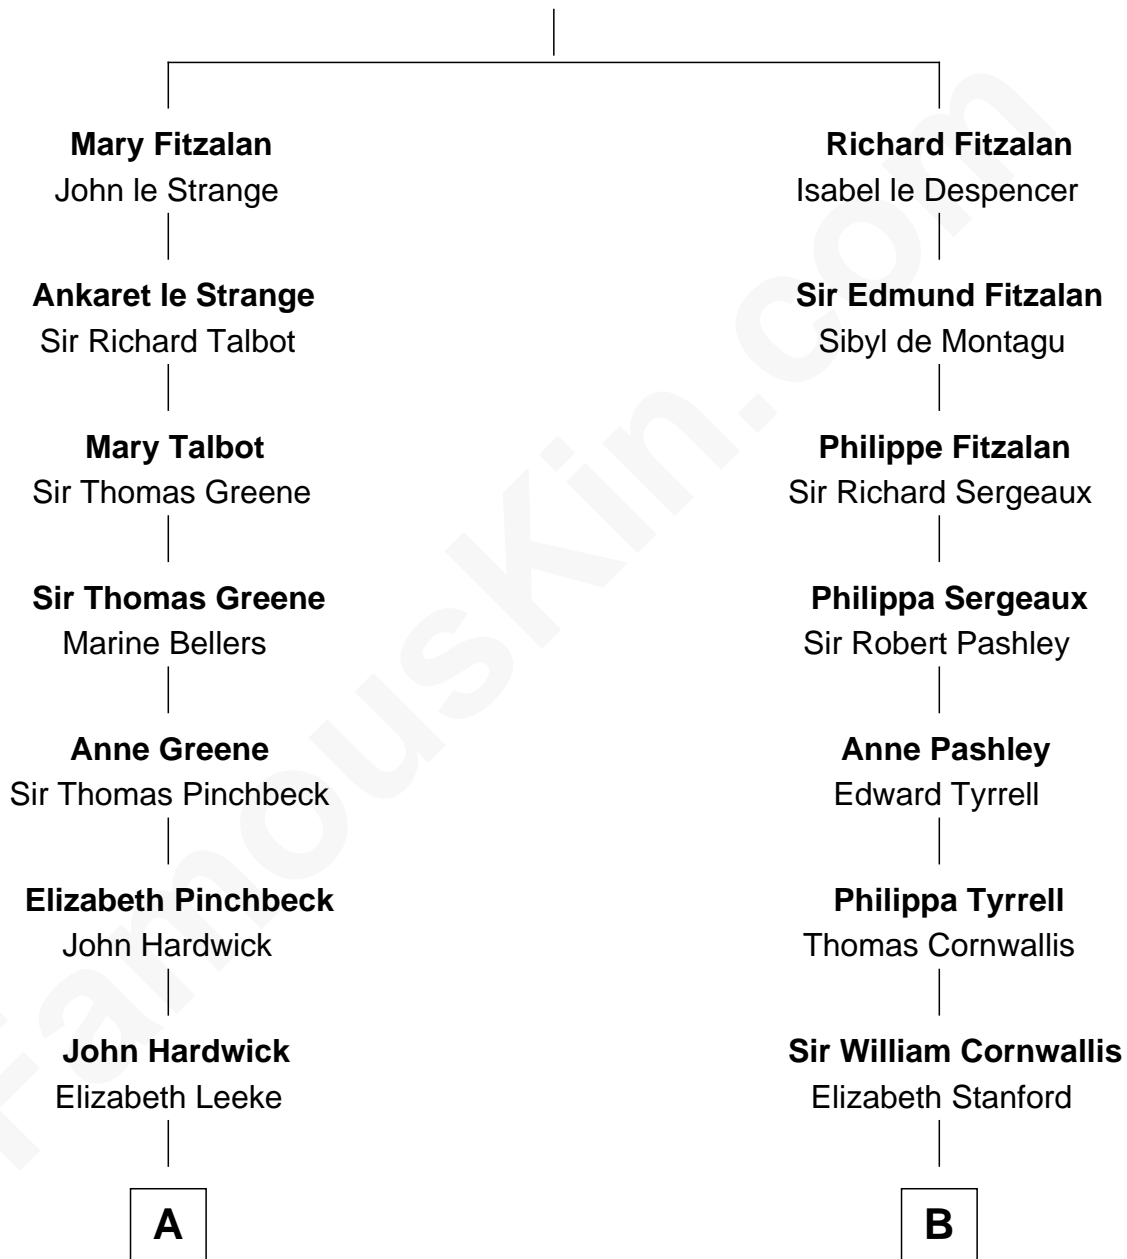 Mary Fitzalan
John le Strange
Ankaret le Strange
Sir Richard Talbot
Mary Talbot
Sir Thomas Greene
Sir Thomas Greene
Marine Bellers
Anne Greene
Sir Thomas Pinchbeck
Elizabeth Pinchbeck
John Hardwick
John Hardwick
Elizabeth Leeke
A
Richard Fitzalan
Isabel le Despencer
Sir Edmund Fitzalan
Sibyl de Montagu
Philippe Fitzalan
Sir Richard Sergeaux
Philippa Sergeaux
Sir Robert Pashley
Anne Pashley
Edward Tyrrell
Philippa Tyrrell
Thomas Cornwallis
Sir William Cornwallis
Elizabeth Stanford
B
FamousKin.com